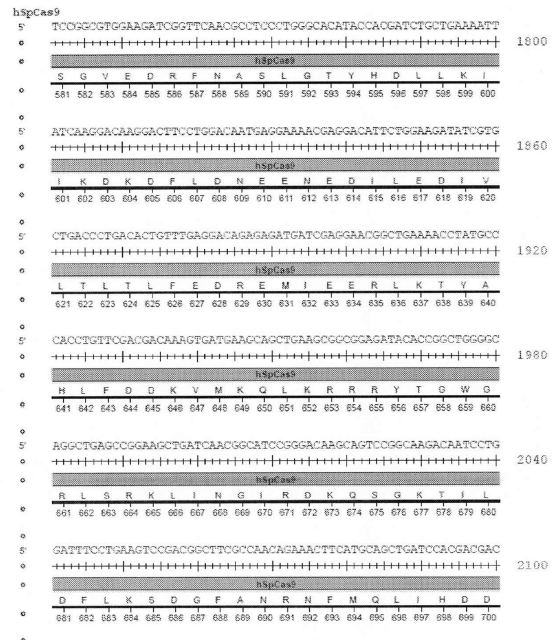 hSpCas9
5' TCCGGCGTGGAAGATCGGTTCAACGCCTCCCTGGGCACATACCACGATCTGCTGAAAATT
1800
hSpCas9
S G V E D R F N A S L G T Y H D L L K I
581 582 583 584 585 586 587 588 589 590 591 592 593 594 595 596 597 598 599 600
5' ATCAAGGACAAGGACTTCCTGGACAATGAGGAAAACGAGGACATTCTGGAAGATATCGTG
1860
hSpCas9
I K D K D F L D N E E N E D I L E D I V
601 602 603 604 605 606 607 608 609 610 611 612 613 614 615 616 617 618 619 620
5' CTGACCCTGACACTGTTTGAGGACAGAGAGATGATCGAGGAACGGCTGAAAACCTATGCC
1920
hSpCas9
L T L T L F E D R E M I E E R L K T Y A
621 622 623 624 625 626 627 628 629 630 631 632 633 634 635 636 637 638 639 640
5' CACCTGTTCGACGACAAAGTGATGAAGCAGCTGAAGCGGCGGAGATACACCGGCTGGGGC
1980
hSpCas9
H L F D D K V M K Q L K R R R Y T G W G
641 642 643 644 645 646 647 648 649 650 651 652 653 654 655 656 657 658 659 660
5' AGGCTGAGCCGGAAGCTGATCAACGGCATCCGGGACAAGCAGTCCGGCAAGACAATCCTG
2040
hSpCas9
R L S R K L I N G I R D K Q S G K T I L
661 662 663 664 665 666 667 668 669 670 671 672 673 674 675 676 677 678 679 680
5' GATTTCCTGAAGTCCGACGGCTTCGCCAACAGAAACTTCATGCAGCTGATCCACGACGAC
2100
hSpCas9
D F L K S D G F A N R N F M Q L I H D D
681 682 683 684 685 686 687 688 689 690 691 692 693 694 695 696 697 698 699 700